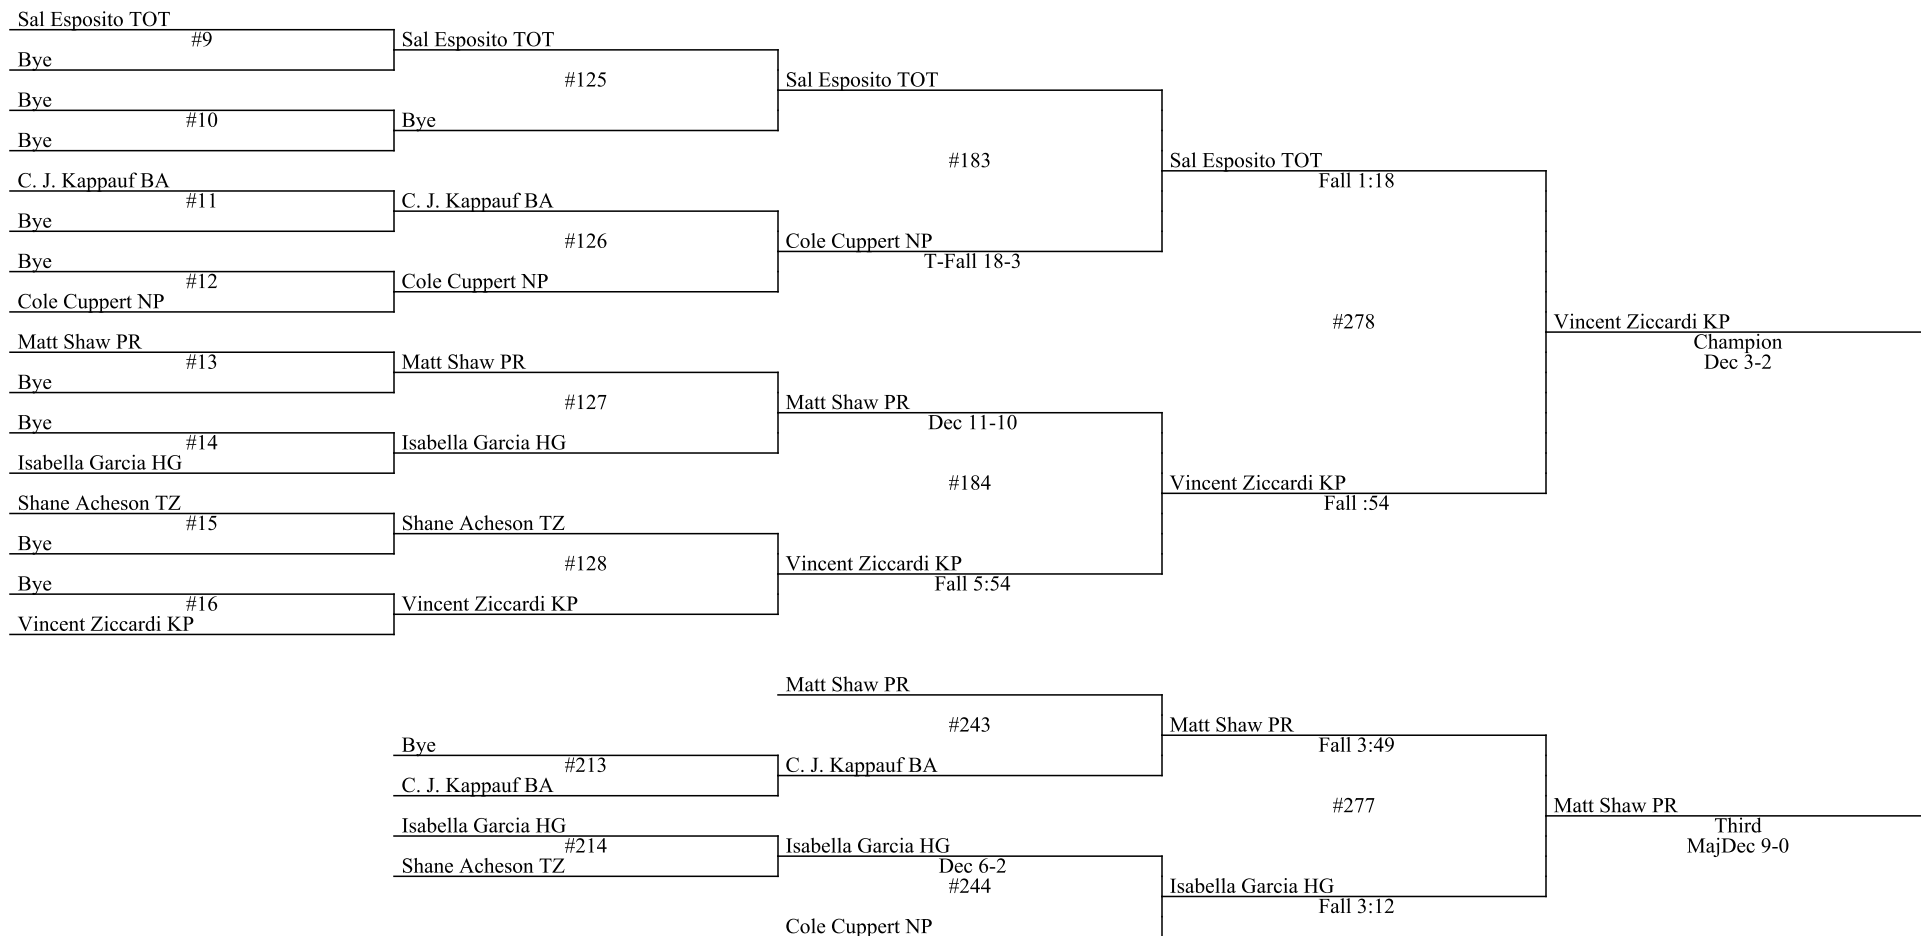 Sal Esposito TOT
#9
Sal Esposito TOT
Bye
#125
Sal Esposito TOT
Bye
#10
Bye
Bye
#183
Sal Esposito TOT
Fall 1:18
C. J. Kappauf BA
#11
C. J. Kappauf BA
Bye
#126
Cole Cuppert NP
T-Fall 18-3
Bye
#12
Cole Cuppert NP
Cole Cuppert NP
#278
Vincent Ziccardi KP
Champion
Dec 3-2
Matt Shaw PR
#13
Matt Shaw PR
Bye
#127
Matt Shaw PR
Dec 11-10
Bye
#14
Isabella Garcia HG
Isabella Garcia HG
#184
Vincent Ziccardi KP
Fall :54
Shane Acheson TZ
#15
Shane Acheson TZ
Bye
#128
Vincent Ziccardi KP
Fall 5:54
Bye
#16
Vincent Ziccardi KP
Vincent Ziccardi KP
Matt Shaw PR
#243
Matt Shaw PR
Fall 3:49
Bye
#213
C. J. Kappauf BA
C. J. Kappauf BA
#277
Matt Shaw PR
Third
MajDec 9-0
Isabella Garcia HG
#214
Isabella Garcia HG
Dec 6-2
Shane Acheson TZ
#244
Isabella Garcia HG
Fall 3:12
Cole Cuppert NP